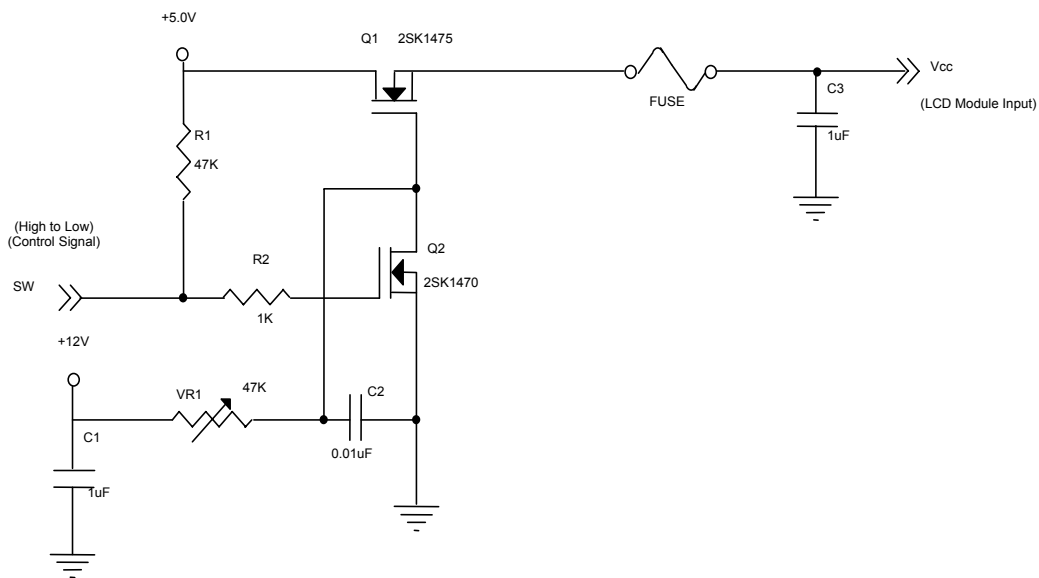 +5.0V
Q1 2SK1475
Vcc
(LCD Module Input)
C3
1uF
FUSE
R1
47K
(High to Low)
(Control Signal)
SW
R2
1K
Q2
2SK1470
+12V
VR1
47K
C2
0.01uF
C1
1uF